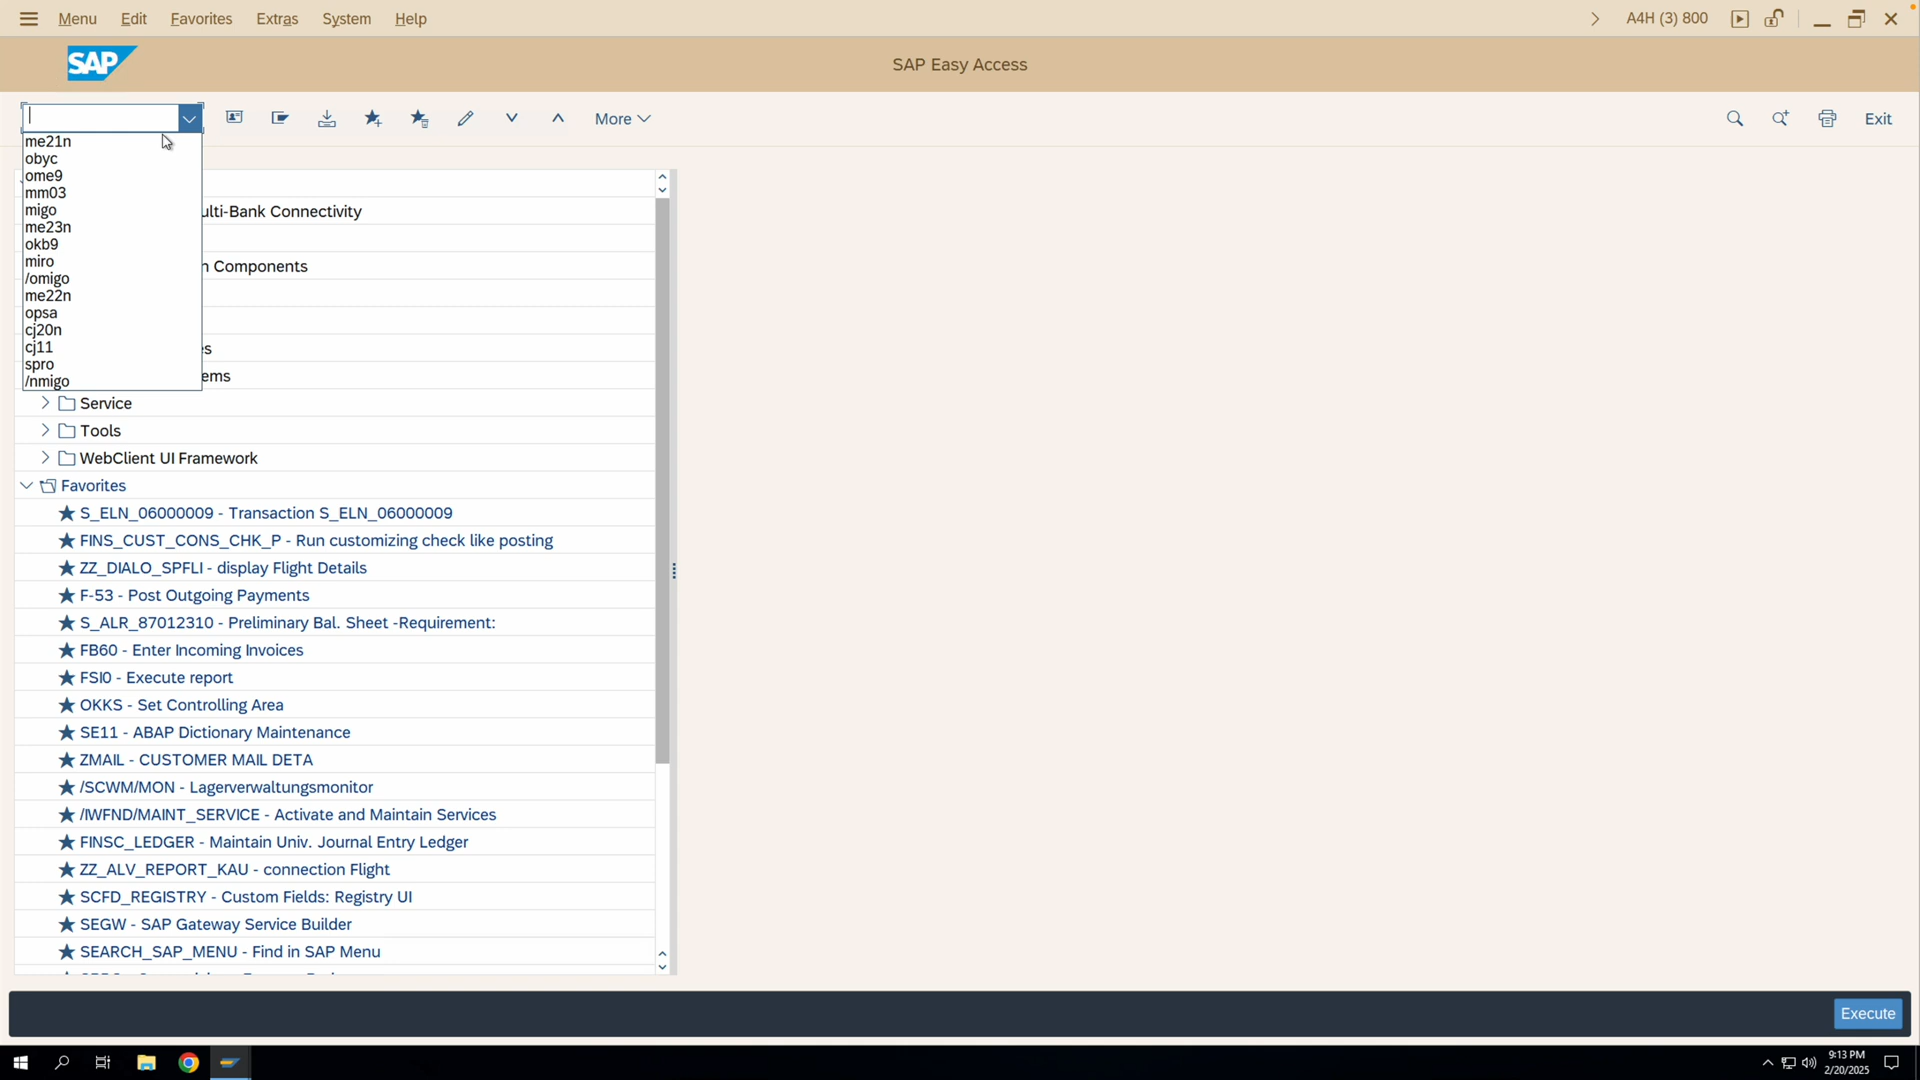 Menu Edit Favorites Extras System Help A4H (3) 800
SAP SAP Easy Access
More Exit
me21n
obyc
ome9
mm03
migo
me23n
okb9
miro
/omigo
me22n
opsa
cj20n
cj11
spro
/nmigo
ulti-Bank Connectivity
n Components
es
ems
Service
Tools
WebClient UI Framework
Favorites
S_ELN_06000009 - Transaction S_ELN_06000009
FINS_CUST_CONS_CHK_P - Run customizing check like posting
ZZ_DIALO_SPFLI - display Flight Details
F-53 - Post Outgoing Payments
S_ALR_87012310 - Preliminary Bal. Sheet -Requirement:
FB60 - Enter Incoming Invoices
FSI0 - Execute report
OKKS - Set Controlling Area
SE11 - ABAP Dictionary Maintenance
ZMAIL - CUSTOMER MAIL DETA
/SCWM/MON - Lagerverwaltungsmonitor
/IWFND/MAINT_SERVICE - Activate and Maintain Services
FINSC_LEDGER - Maintain Univ. Journal Entry Ledger
ZZ_ALV_REPORT_KAU - connection Flight
SCFD_REGISTRY - Custom Fields: Registry UI
SEGW - SAP Gateway Service Builder
SEARCH_SAP_MENU - Find in SAP Menu
Execute
9:13 PM
2/20/2025